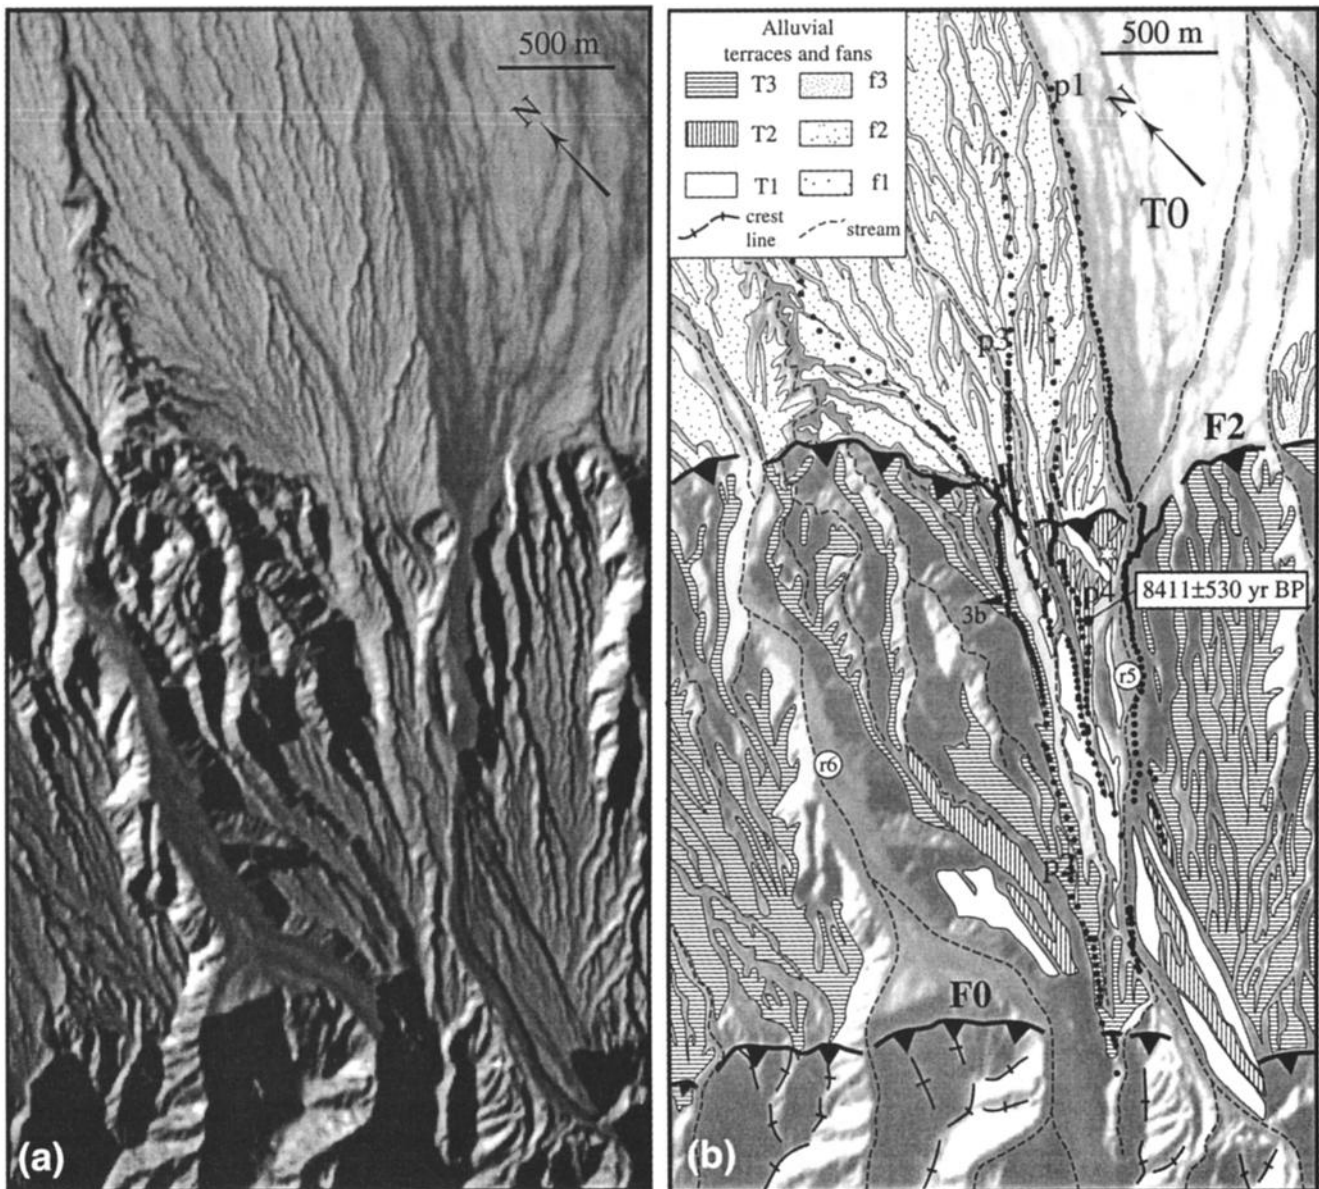 500 m
N
(a)
Alluvial
terraces and fans
T3
f3
T2
f2
T1
f1
crest
line
stream
500 m
N
p1
T0
p3
F2
p4
8411±530 yr BP
3b
r5
r6
p2
F0
(b)